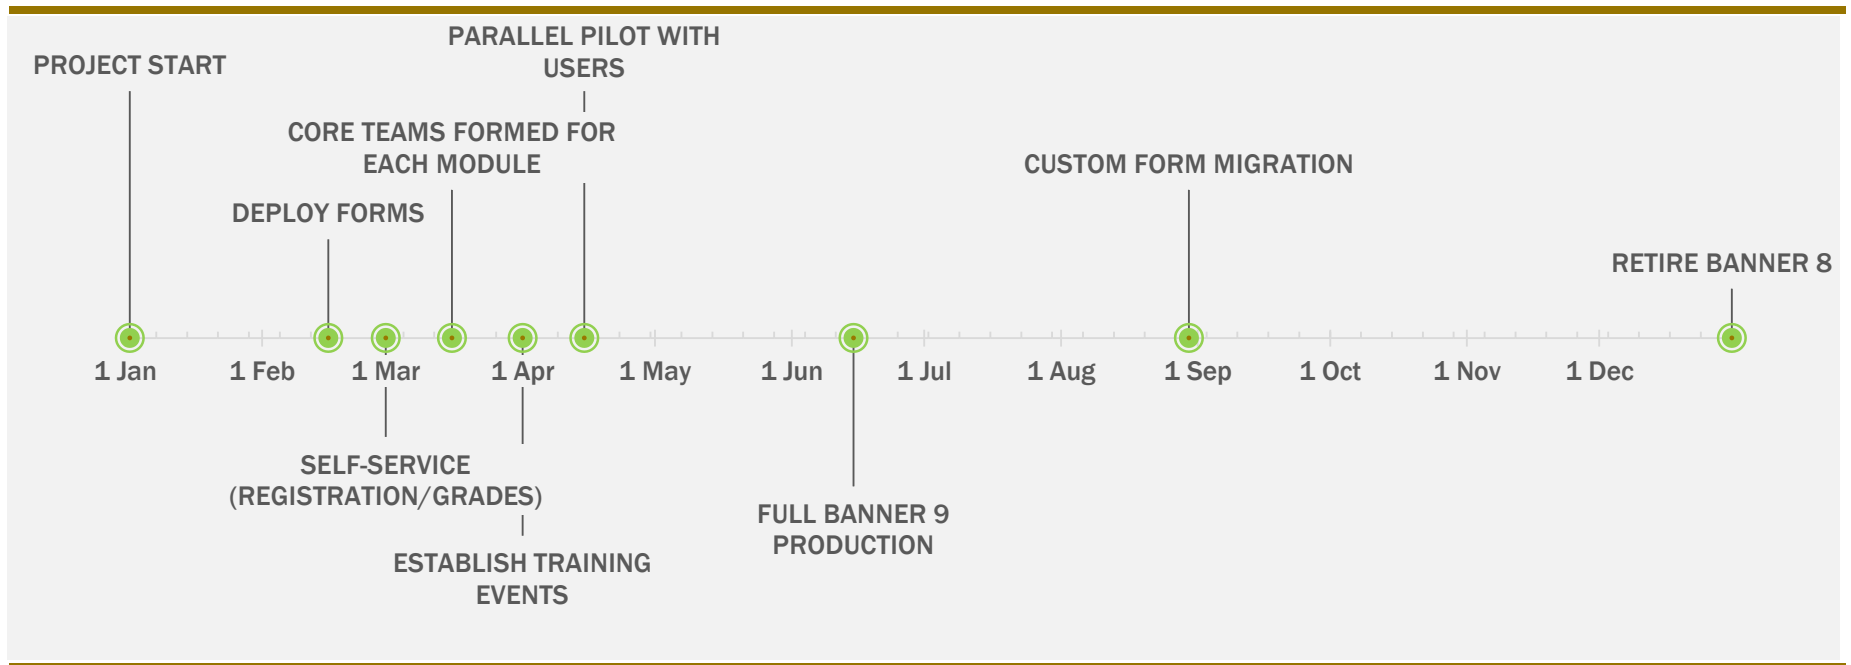 PARALLEL PILOT WITH
USERS
PROJECT START
CORE TEAMS FORMED FOR
EACH MODULE
CUSTOM FORM MIGRATION
DEPLOY FORMS
RETIRE BANNER 8
1 Jan
1 Feb
1 Mar
1 Apr
1 May
1 Jun
1 Jul
1 Aug
1 Sep
1 Oct
1 Nov
1 Dec
SELF-SERVICE
(REGISTRATION/GRADES)
FULL BANNER 9
PRODUCTION
ESTABLISH TRAINING
EVENTS